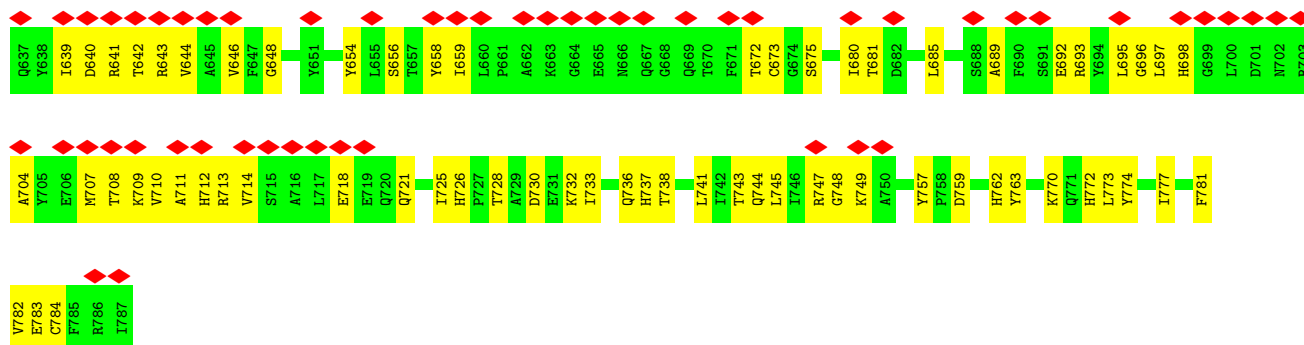 Q637 Y638 I639 D640 R641 T642 R643 V644 A645 V646 F647 G648 Y651 Y654 L655 S656 T657 Y658 I659 L660 P661 A662 K663 G664 E665 N666 Q667 G668 Q669 T670 F671 T672 C673 G674 S675 I680 T681 D682 L685 S688 A689 F690 S691 E692 R693 Y694 L695 G696 L697 H698 G699 L700 D701 N702
A704 Y705 E706 M707 T708 K709 V710 A711 H712 R713 V714 S715 A716 L717 E718 E719 Q720 Q721 I725 H726 P727 T728 A729 D730 E731 K732 I733 Q736 H737 T738 L741 I742 T743 Q744 L745 I746 R747 G748 K749 A750 Y757 P758 D759 H762 Y763 K770 Q771 H772 L773 Y774 I777 F781
V782 E783 C784 F785 R786 I787